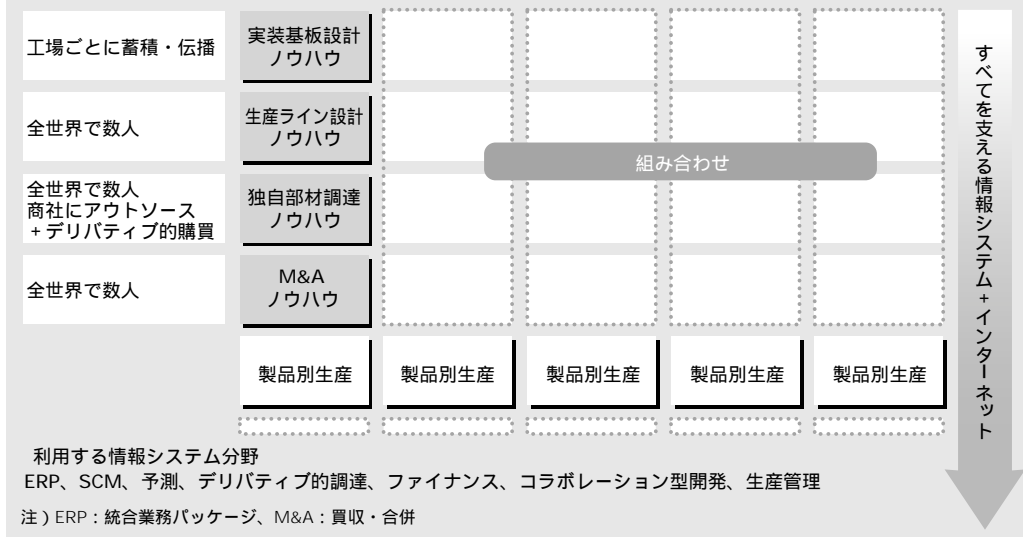 工場ごとに蓄積・伝播
実装基板設計
ノウハウ
全世界で数人
生産ライン設計
ノウハウ
組み合わせ
全世界で数人
商社にアウトソース
+デリバティブ的購買
独自部材調達
ノウハウ
全世界で数人
M&A
ノウハウ
製品別生産
製品別生産
製品別生産
製品別生産
製品別生産
すべてを支える情報システム+インターネット
利用する情報システム分野
ERP、SCM、予測、デリバティブ的調達、ファイナンス、コラボレーション型開発、生産管理
注)ERP:統合業務パッケージ、M&A:買収・合併